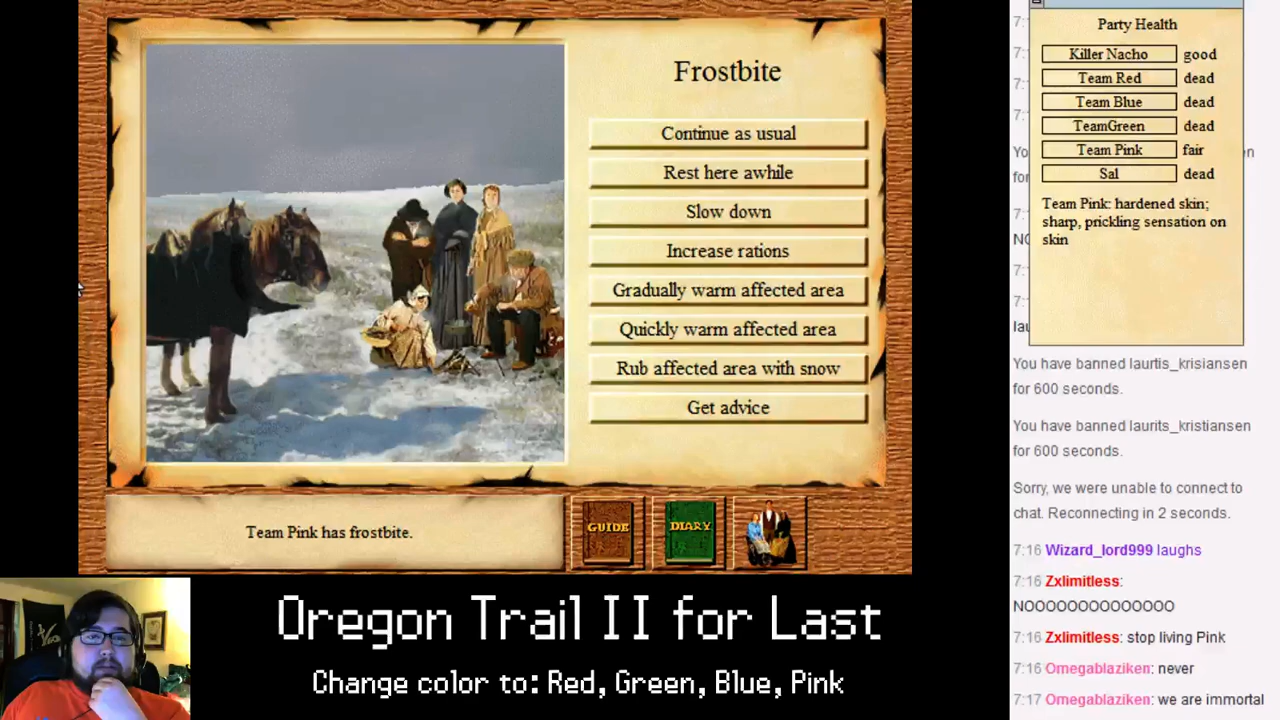 Frostbite
Continue as usual
Rest here awhile
Slow down
Increase rations
Gradually warm affected area
Quickly warm affected area
Rub affected area with snow
Get advice
Team Pink has frostbite.
GUIDE
DIARY
Oregon Trail II for Last
Change color to: Red, Green, Blue, Pink
Party Health
Killer Nacho good
Team Red dead
Team Blue dead
TeamGreen dead
Team Pink fair
Sal dead
Team Pink: hardened skin;
sharp, prickling sensation on
skin
You have banned laurtis_krisiansen
for 600 seconds.
You have banned laurits_kristiansen
for 600 seconds.
Sorry, we were unable to connect to
chat. Reconnecting in 2 seconds.
7:16 Wizard_lord999 laughs
7:16 Zxlimitless:
NOOOOOOOOOOOOOO
7:16 Zxlimitless: stop living Pink
7:16 Omegablaziken: never
7:17 Omegablaziken: we are immortal